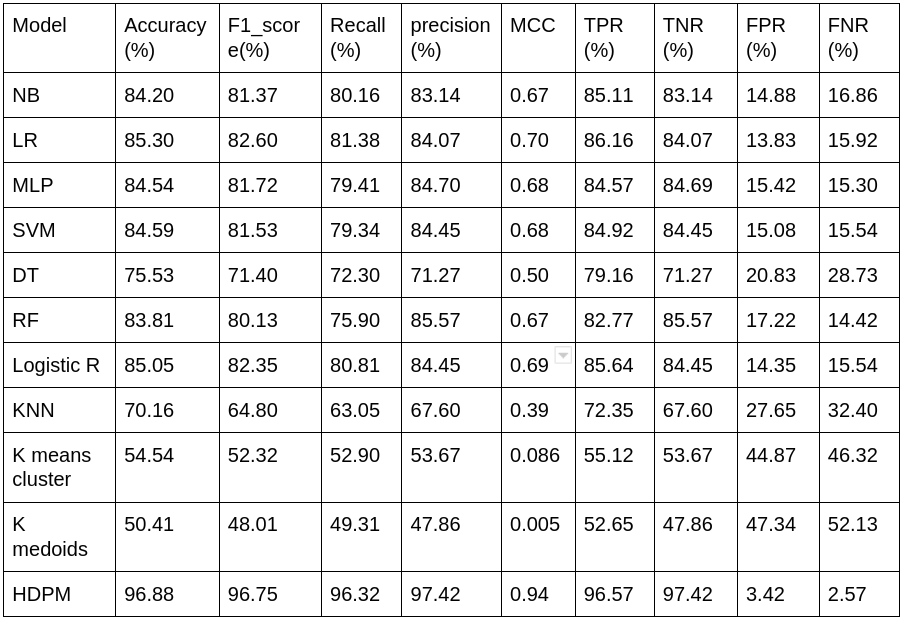 Model Accuracy (%) F1_score(%) Recall (%) precision (%) MCC TPR (%) TNR (%) FPR (%) FNR (%)
NB 84.20 81.37 80.16 83.14 0.67 85.11 83.14 14.88 16.86
LR 85.30 82.60 81.38 84.07 0.70 86.16 84.07 13.83 15.92
MLP 84.54 81.72 79.41 84.70 0.68 84.57 84.69 15.42 15.30
SVM 84.59 81.53 79.34 84.45 0.68 84.92 84.45 15.08 15.54
DT 75.53 71.40 72.30 71.27 0.50 79.16 71.27 20.83 28.73
RF 83.81 80.13 75.90 85.57 0.67 82.77 85.57 17.22 14.42
Logistic R 85.05 82.35 80.81 84.45 0.69 85.64 84.45 14.35 15.54
KNN 70.16 64.80 63.05 67.60 0.39 72.35 67.60 27.65 32.40
K means cluster 54.54 52.32 52.90 53.67 0.086 55.12 53.67 44.87 46.32
K medoids 50.41 48.01 49.31 47.86 0.005 52.65 47.86 47.34 52.13
HDPM 96.88 96.75 96.32 97.42 0.94 96.57 97.42 3.42 2.57